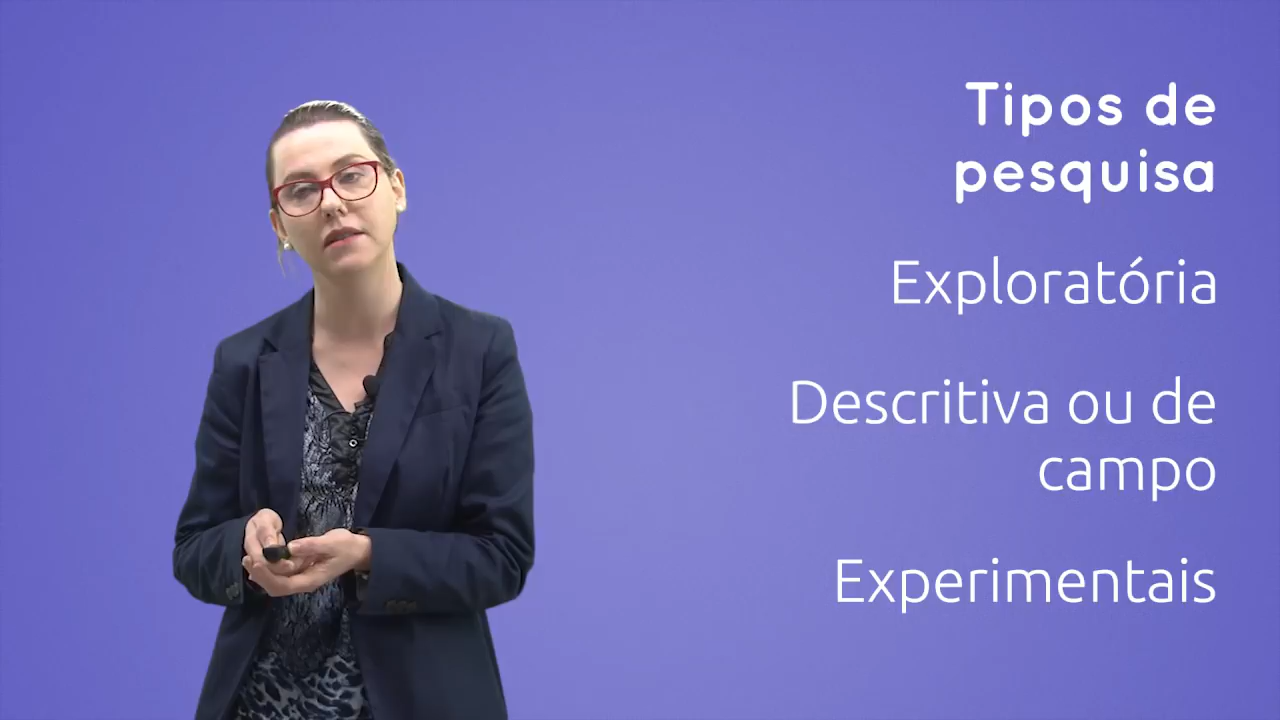 Tipos de
pesquisa
Exploratória
Descritiva ou de
campo
Experimentais